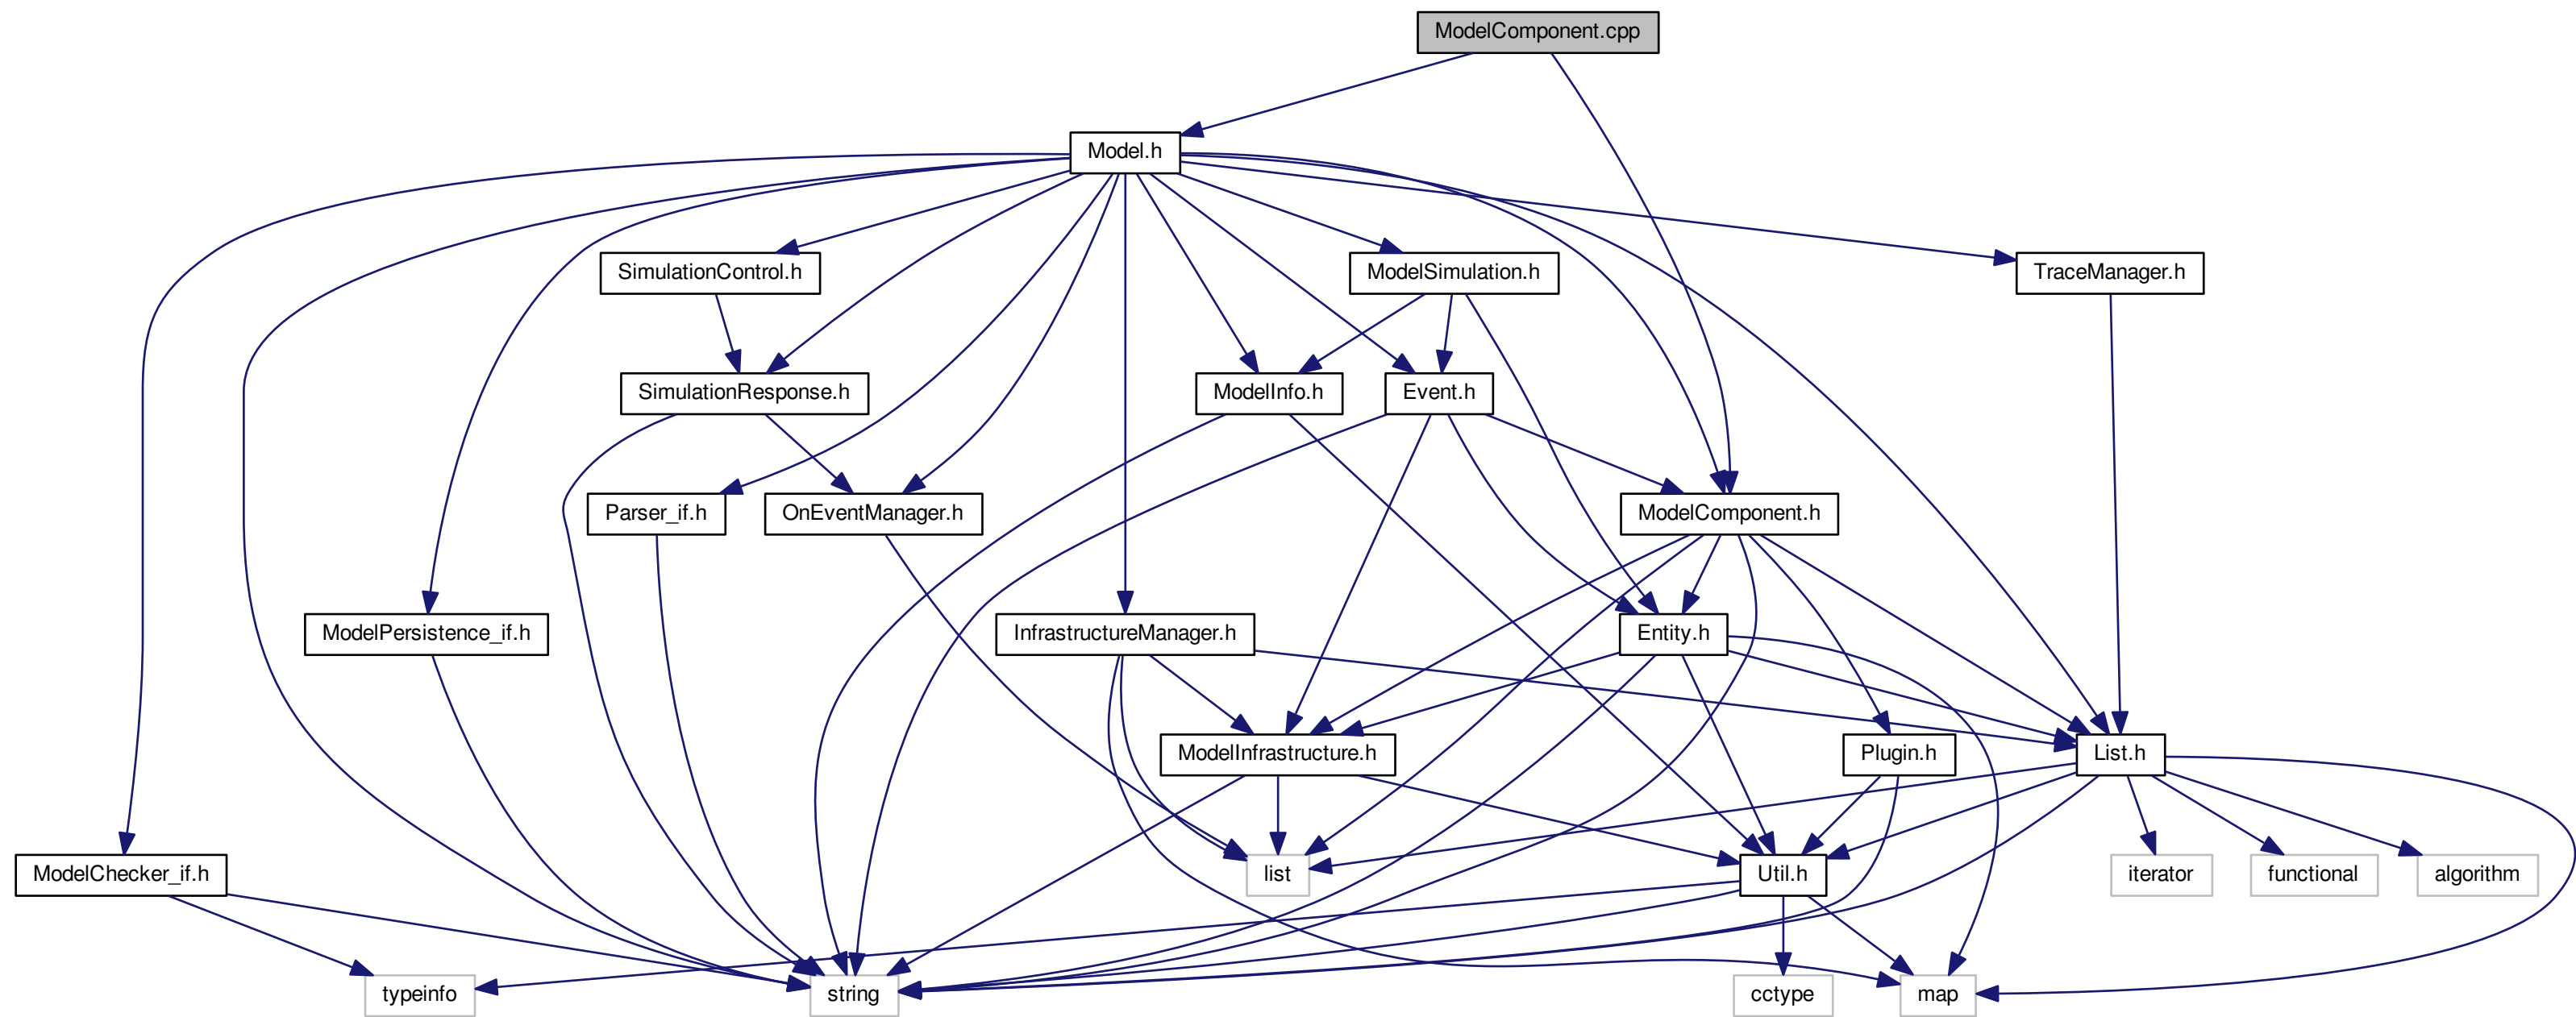 ModelComponent.cpp
Model.h
SimulationControl.h
ModelSimulation.h
TraceManager.h
SimulationResponse.h
ModelInfo.h
Event.h
Parser_if.h
OnEventManager.h
ModelComponent.h
ModelPersistence_if.h
InfrastructureManager.h
Entity.h
ModelInfrastructure.h
Plugin.h
List.h
ModelChecker_if.h
list
Util.h
iterator
functional
algorithm
typeinfo
string
cctype
map